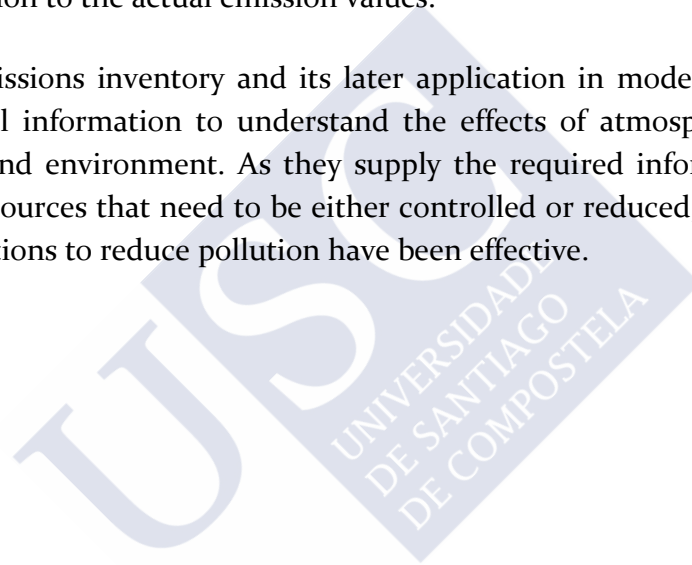 ion to the actual emission values.
issions inventory and its later application in mode
l information to understand the effects of atmosp
nd environment. As they supply the required infor
ources that need to be either controlled or reduced
tions to reduce pollution have been effective.
USC
UNIVERSIDADE
DE SANTIAGO
DE COMPOSTELA